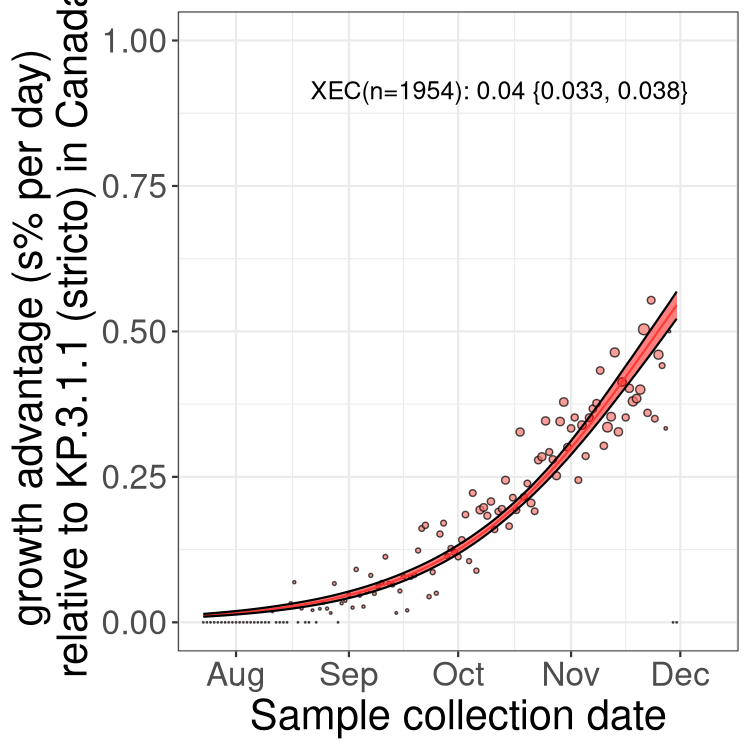 growth advantage (s% per day)
relative to KP.3.1.1 (stricto) in Canada
1.00
0.75
0.50
0.25
0.00
XEC(n=1954): 0.04 {0.033, 0.038}
Aug Sep Oct Nov Dec
Sample collection date